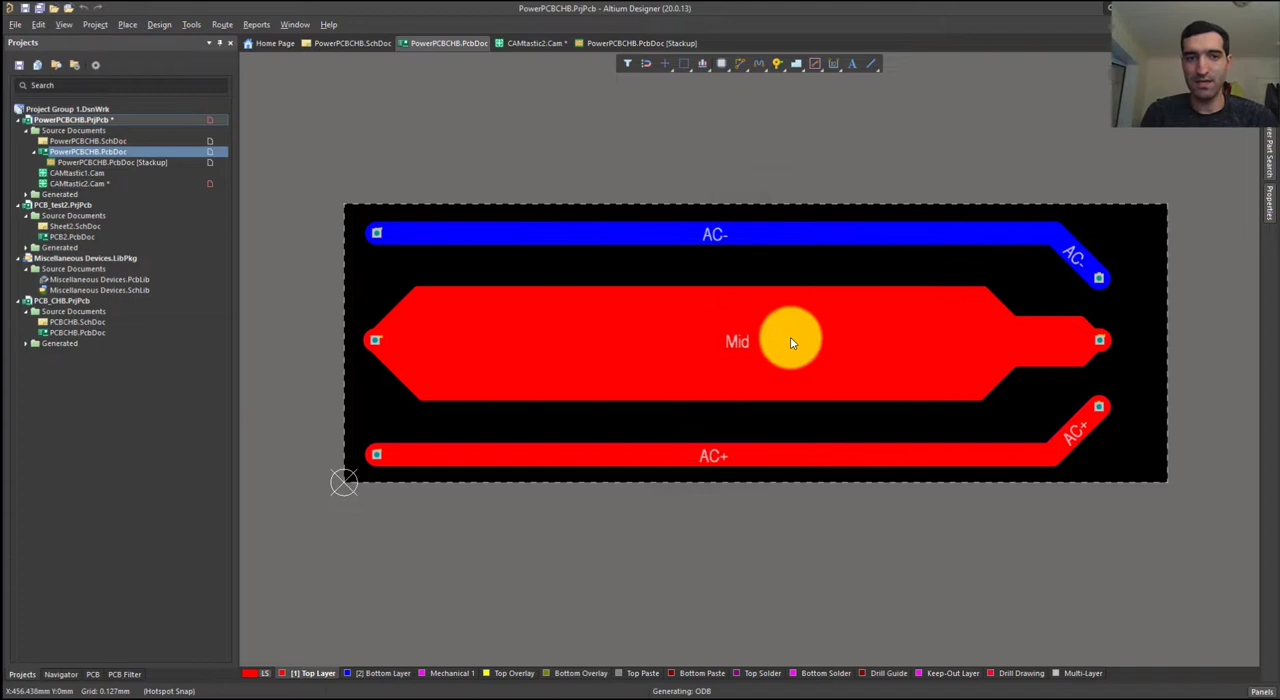 PowerPCBCHB.PrjPcb - Altium Designer (20.0.13)
File Edit View Project Place Design Tools Route Reports Window Help
Projects
Home Page PowerPCBCHB.SchDoc PowerPCBCHB.PcbDoc CAMtastic2.Cam * PowerPCBCHB.PcbDoc [Stackup]
Search
Project Group 1.DsnWrk
PowerPCBCHB.PrjPcb *
Source Documents
PowerPCBCHB.SchDoc
PowerPCBCHB.PcbDoc
PowerPCBCHB.PcbDoc [Stackup]
CAMtastic1.Cam
CAMtastic2.Cam *
Generated
PCB_test2.PrjPcb
Source Documents
Sheet2.SchDoc
PCB2.PcbDoc
Generated
Miscellaneous Devices.LibPkg
Source Documents
Miscellaneous Devices.PcbLib
Miscellaneous Devices.SchLib
PCB_CHB.PrjPcb
Source Documents
PCBCHB.SchDoc
PCBCHB.PcbDoc
Generated
AC-
AC-
Mid
AC+
AC+
Part Search
Properties
Projects Navigator PCB PCB Filter
LS [1] Top Layer [2] Bottom Layer Mechanical 1 Top Overlay Bottom Overlay Top Paste Bottom Paste Top Solder Bottom Solder Drill Guide Keep-Out Layer Drill Drawing Multi-Layer
X:456.438mm Y:0mm Grid: 0.127mm (Hotspot Snap) Generating: ODB Panels